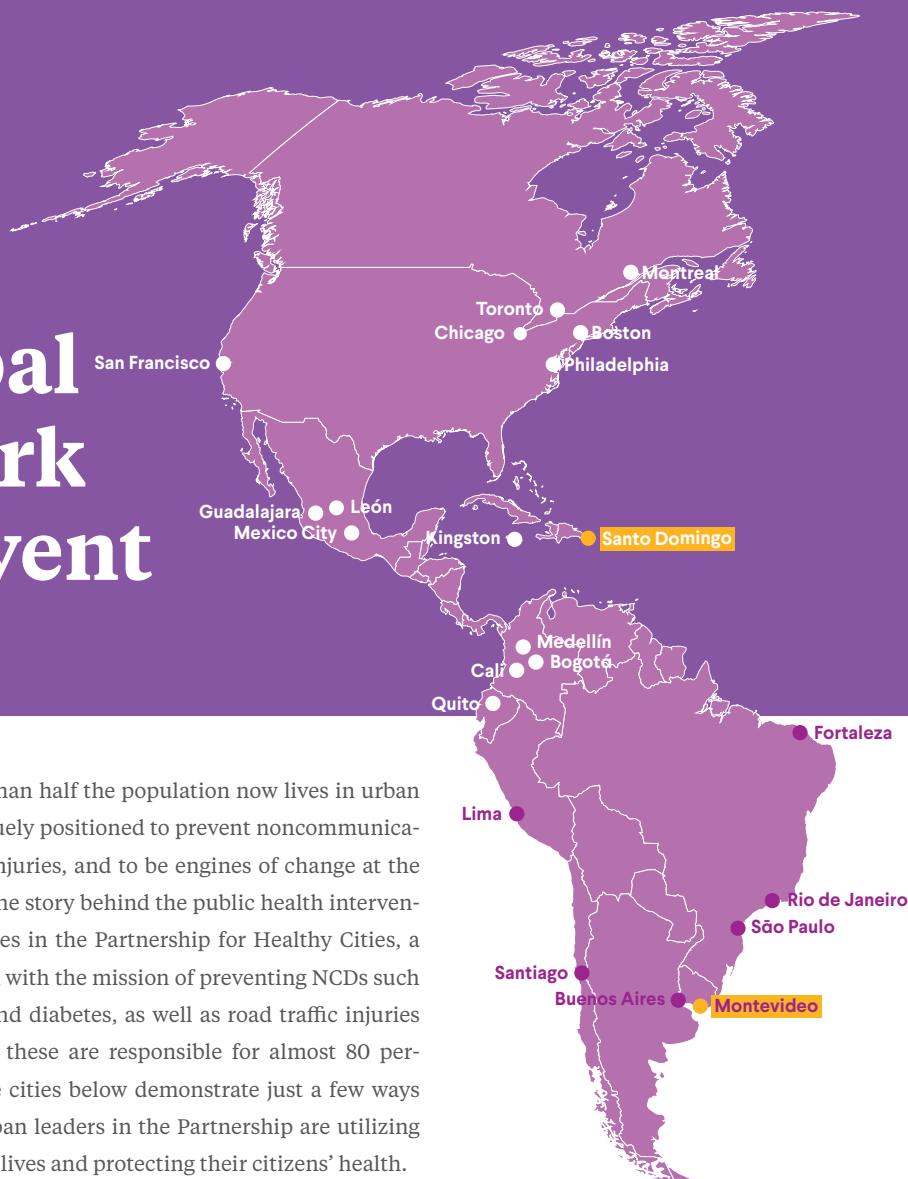 Montreal
Toronto
Chicago
Boston
San Francisco
Philadelphia
bal
rk
vent
Guadalajara
León
Mexico City
Kingston
Santo Domingo
Medellín
Bogotá
Cali
Quito
Fortaleza
Lima
Rio de Janeiro
São Paulo
Santiago
Buenos Aires
Montevideo
han half the population now lives in urban
uely positioned to prevent noncommunica-
njuries, and to be engines of change at the
he story behind the public health interven-
es in the Partnership for Healthy Cities, a
with the mission of preventing NCDs such
nd diabetes, as well as road traffic injuries
these are responsible for almost 80 per-
e cities below demonstrate just a few ways
ban leaders in the Partnership are utilizing
lives and protecting their citizens' health.